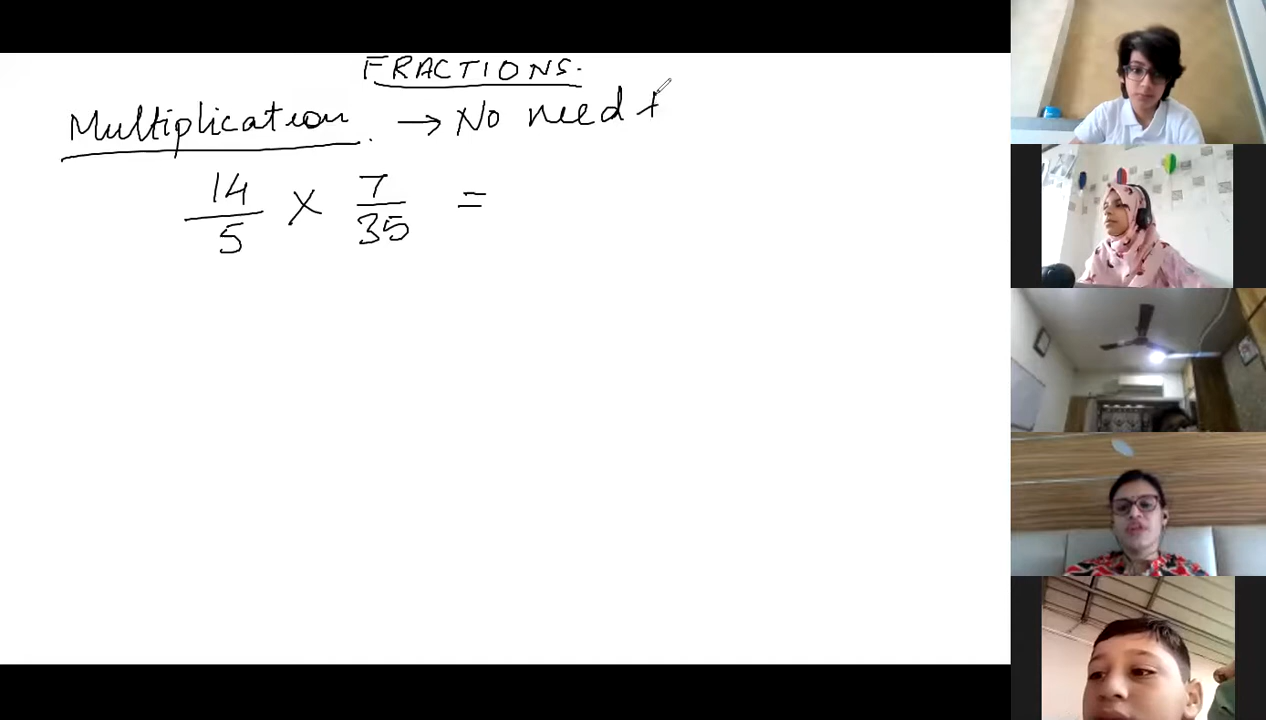 FRACTIONS.
Multiplication. → No need t
14/5 × 7/35 =